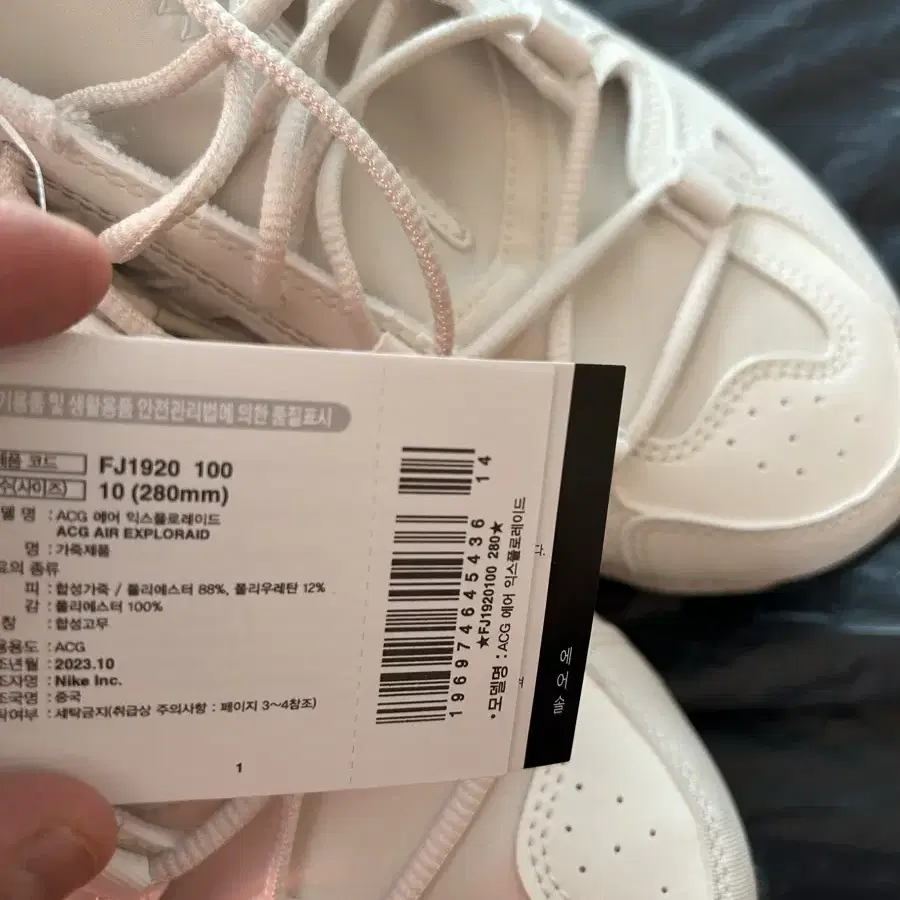 기용품 및 생활용품 안전관리법에 의한 품질표시
제품 코드 FJ1920 100
수(사이즈) 10 (280mm)
델 명 : ACG 에어 익스플로레이드
ACG AIR EXPLORAID
명 : 가죽제품
의 종류
피 : 합성가죽 / 폴리에스터 88%, 폴리우레탄 12%
감 : 폴리에스터 100%
창 : 합성고무
용도 : ACG
조년월 : 2023.10
조자명 : Nike Inc.
조국명 : 중국
탁여부 : 세탁금지(취급상 주의사항 : 페이지 3~4참조)
1
14
196974645436
★FJ1920100 280★
· 모델명 : ACG 에어 익스플로레이드
다.
에어솔